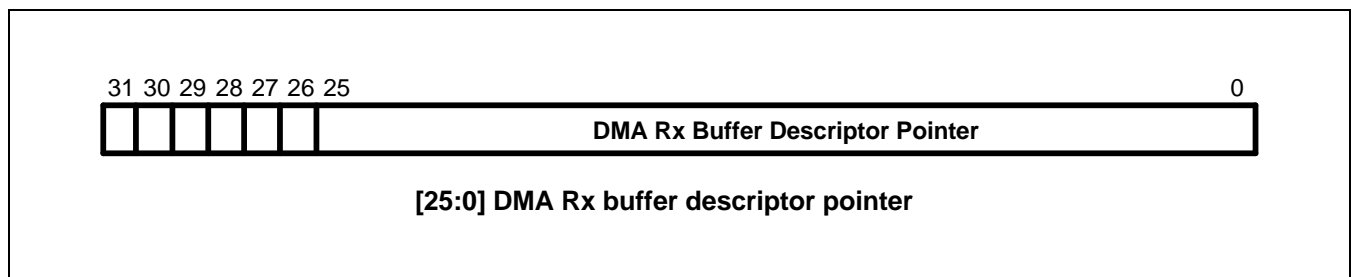 31 30 29 28 27 26 25 0
DMA Rx Buffer Descriptor Pointer
[25:0] DMA Rx buffer descriptor pointer